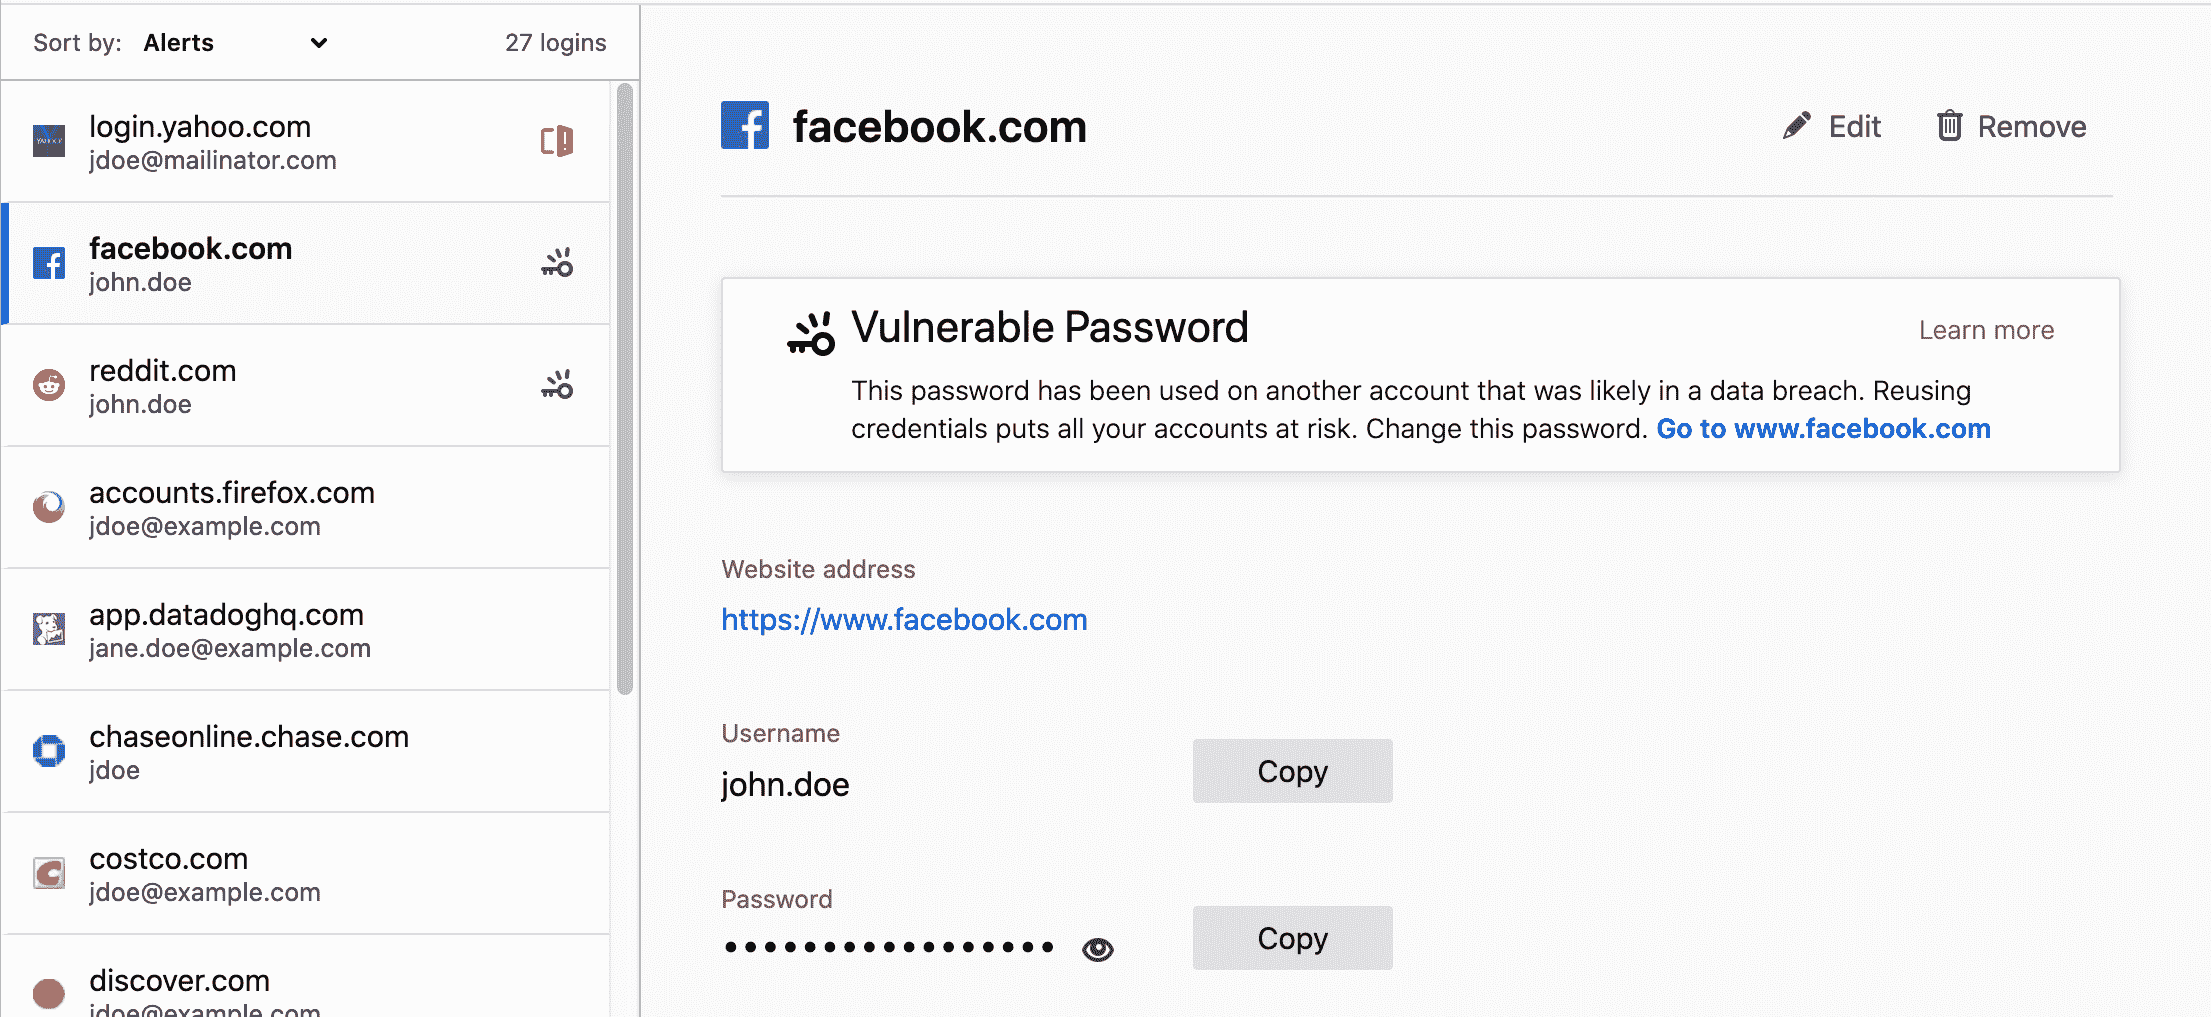 Sort by: Alerts 27 logins
login.yahoo.com
jdoe@mailinator.com
facebook.com
john.doe
reddit.com
john.doe
accounts.firefox.com
jdoe@example.com
app.datadoghq.com
jane.doe@example.com
chaseonline.chase.com
jdoe
costco.com
jdoe@example.com
discover.com
jdoe@example.com
facebook.com
Edit Remove
Vulnerable Password
Learn more
This password has been used on another account that was likely in a data breach. Reusing
credentials puts all your accounts at risk. Change this password. Go to www.facebook.com
Website address
https://www.facebook.com
Username
john.doe
Copy
Password
Copy